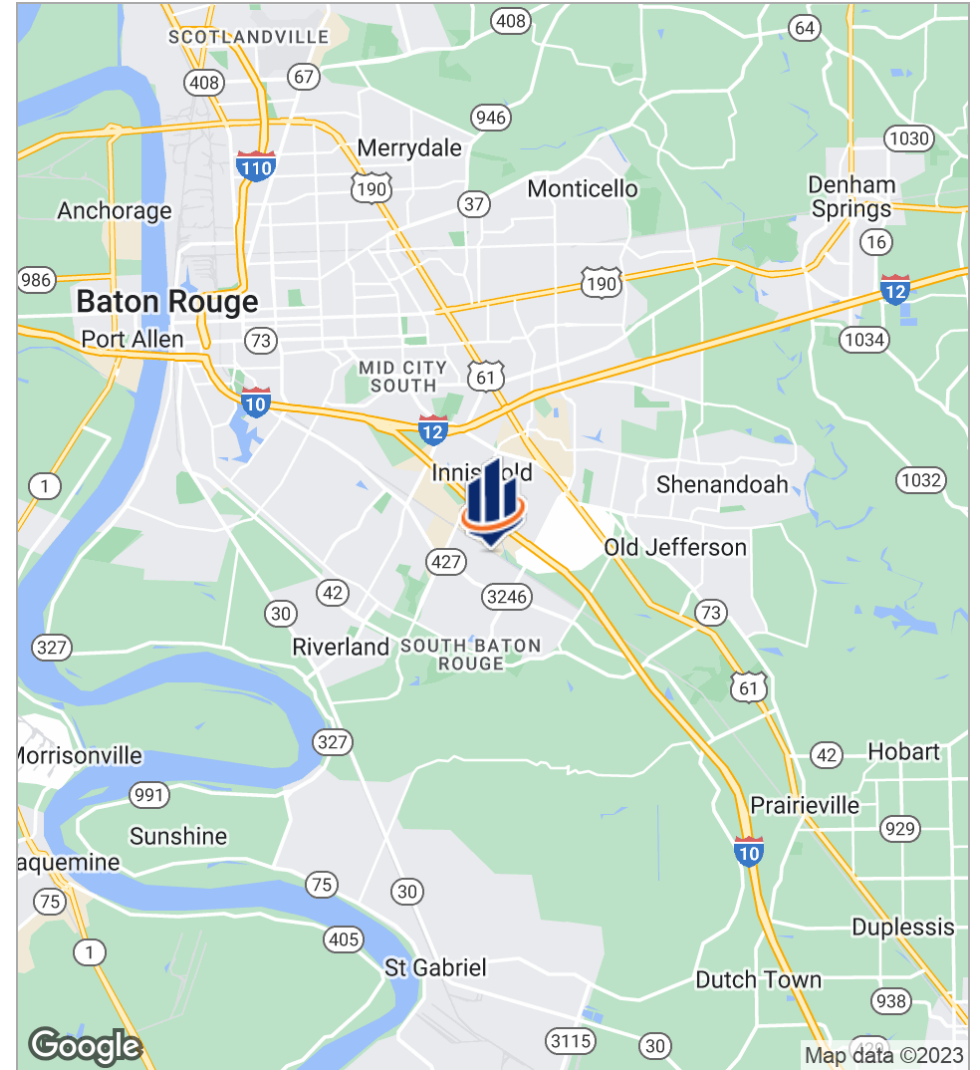 408
64
SCOTLANDVILLE
408
67
946
1030
Merrydale
110
190
Monticello
Denham
Springs
37
Anchorage
16
986
190
12
Baton Rouge
Port Allen
73
1034
MID CITY
SOUTH
61
10
12
1
Shenandoah
1032
Old Jefferson
427
42
3246
30
73
327
Riverland
SOUTH BATON
ROUGE
61
327
Morrisonville
42
Hobart
991
Prairieville
Sunshine
929
10
aquemine
75
30
75
Duplessis
405
1
St Gabriel
Dutch Town
938
3115
30
Google
Map data ©2023